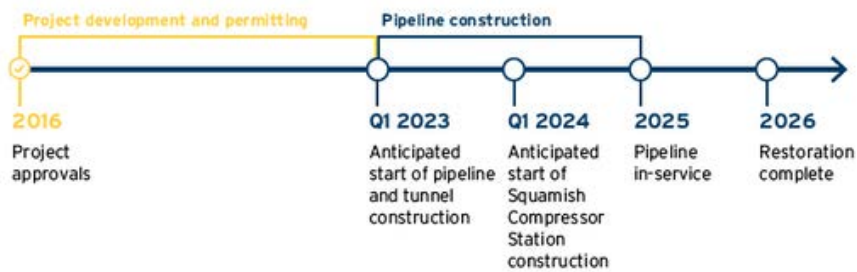 Project development and permitting
Pipeline construction
2016
Project
approvals
Q1 2023
Anticipated
start of pipeline
and tunnel
construction
Q1 2024
Anticipated
start of
Squamish
Compressor
Station
construction
2025
Pipeline
in-service
2026
Restoration
complete